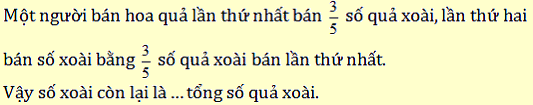 Một người bán hoa quả lần thứ nhất bán 3/5 số quả xoài, lần thứ hai
bán số xoài bằng 3/5 số quả xoài bán lần thứ nhất.
Vậy số xoài còn lại là ... tổng số quả xoài.